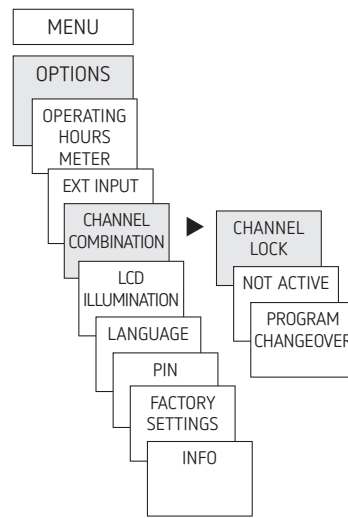 MENU
OPTIONS
OPERATING
HOURS
METER
EXT INPUT
CHANNEL
COMBINATION
LCD
ILLUMINATION
LANGUAGE
PIN
FACTORY
SETTINGS
INFO
CHANNEL
LOCK
NOT ACTIVE
PROGRAM
CHANGEOVER